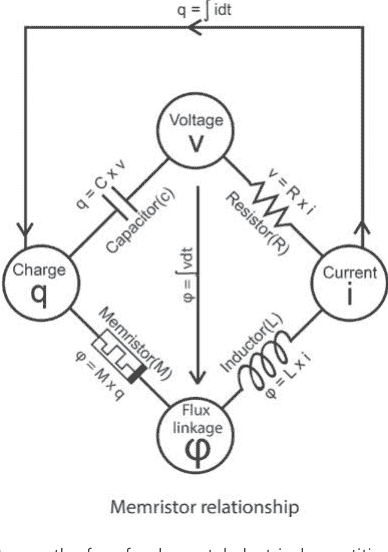 q = ∫ idt
Voltage
v
q = C x v
Capacitor(c)
v = R x i
Resistor(R)
φ = ∫vdt
Charge
q
Current
i
Memristor(M)
φ = M x q
Inductor(L)
φ = L x i
Flux
linkage
φ
Memristor relationship